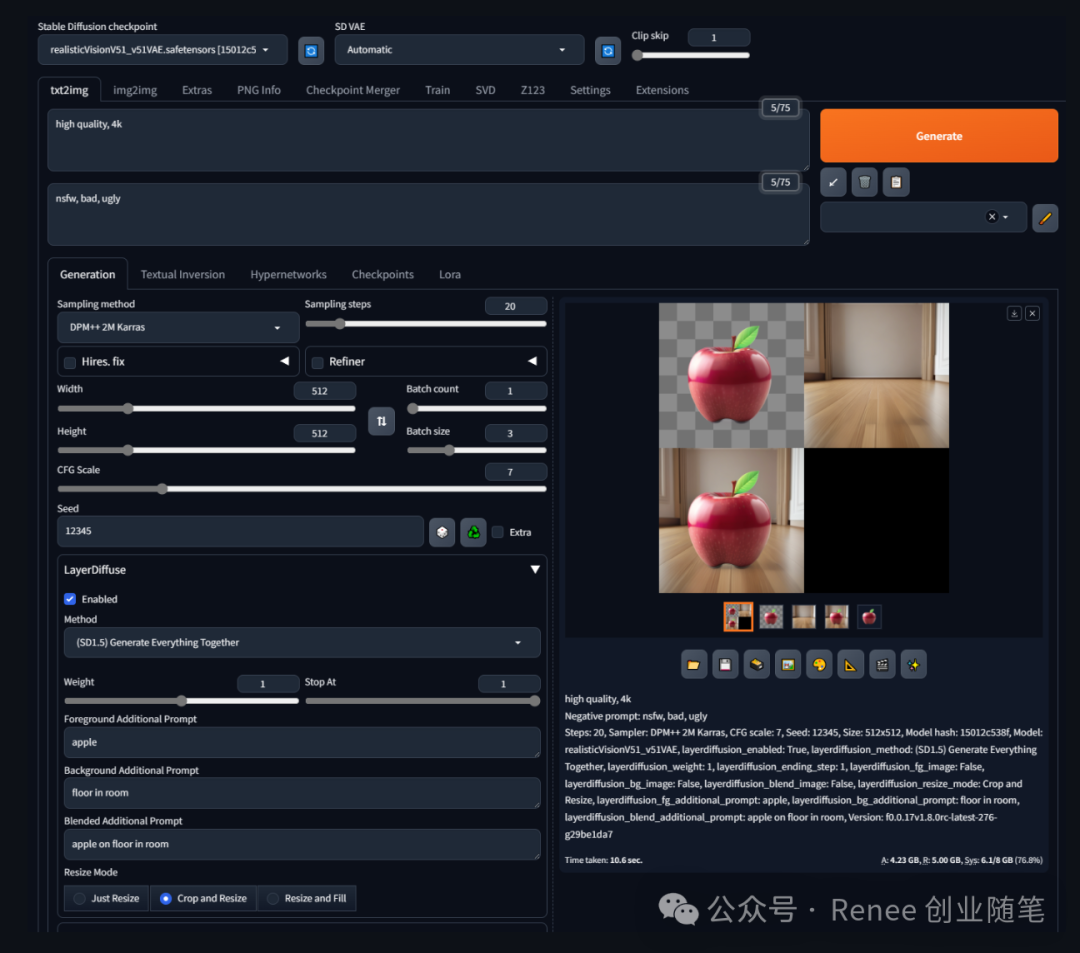 Stable Diffusion checkpoint
SD VAE
Clip skip
1
realisticVisionV51_v51VAE.safetensors [15012c5
Automatic
txt2img
img2img
Extras
PNG Info
Checkpoint Merger
Train
SVD
Z123
Settings
Extensions
5/75
high quality, 4k
Generate
5/75
nsfw, bad, ugly
Generation
Textual Inversion
Hypernetworks
Checkpoints
Lora
Sampling method
Sampling steps
20
DPM++ 2M Karras
Hires. fix
Refiner
Width
512
Batch count
1
Height
512
Batch size
3
CFG Scale
7
Seed
12345
Extra
LayerDiffuse
Enabled
Method
(SD1.5) Generate Everything Together
Weight
1
Stop At
1
Foreground Additional Prompt
apple
Background Additional Prompt
floor in room
Blended Additional Prompt
apple on floor in room
Resize Mode
Just Resize
Crop and Resize
Resize and Fill
high quality, 4k
Negative prompt: nsfw, bad, ugly
Steps: 20, Sampler: DPM++ 2M Karras, CFG scale: 7, Seed: 12345, Size: 512x512, Model hash: 15012c538f, Model:
realisticVisionV51_v51VAE, layerdiffusion_enabled: True, layerdiffusion_method: (SD1.5) Generate Everything
Together, layerdiffusion_weight: 1, layerdiffusion_ending_step: 1, layerdiffusion_fg_image: False,
layerdiffusion_bg_image: False, layerdiffusion_blend_image: False, layerdiffusion_resize_mode: Crop and
Resize, layerdiffusion_fg_additional_prompt: apple, layerdiffusion_bg_additional_prompt: floor in room,
layerdiffusion_blend_additional_prompt: apple on floor in room, Version: f0.0.17v1.8.0rc-latest-276-
g29be1da7
Time taken: 10.6 sec.
A: 4.23 GB, R: 5.00 GB, Sys: 6.1/8 GB (76.8%)
公众号 · Renee 创业随笔